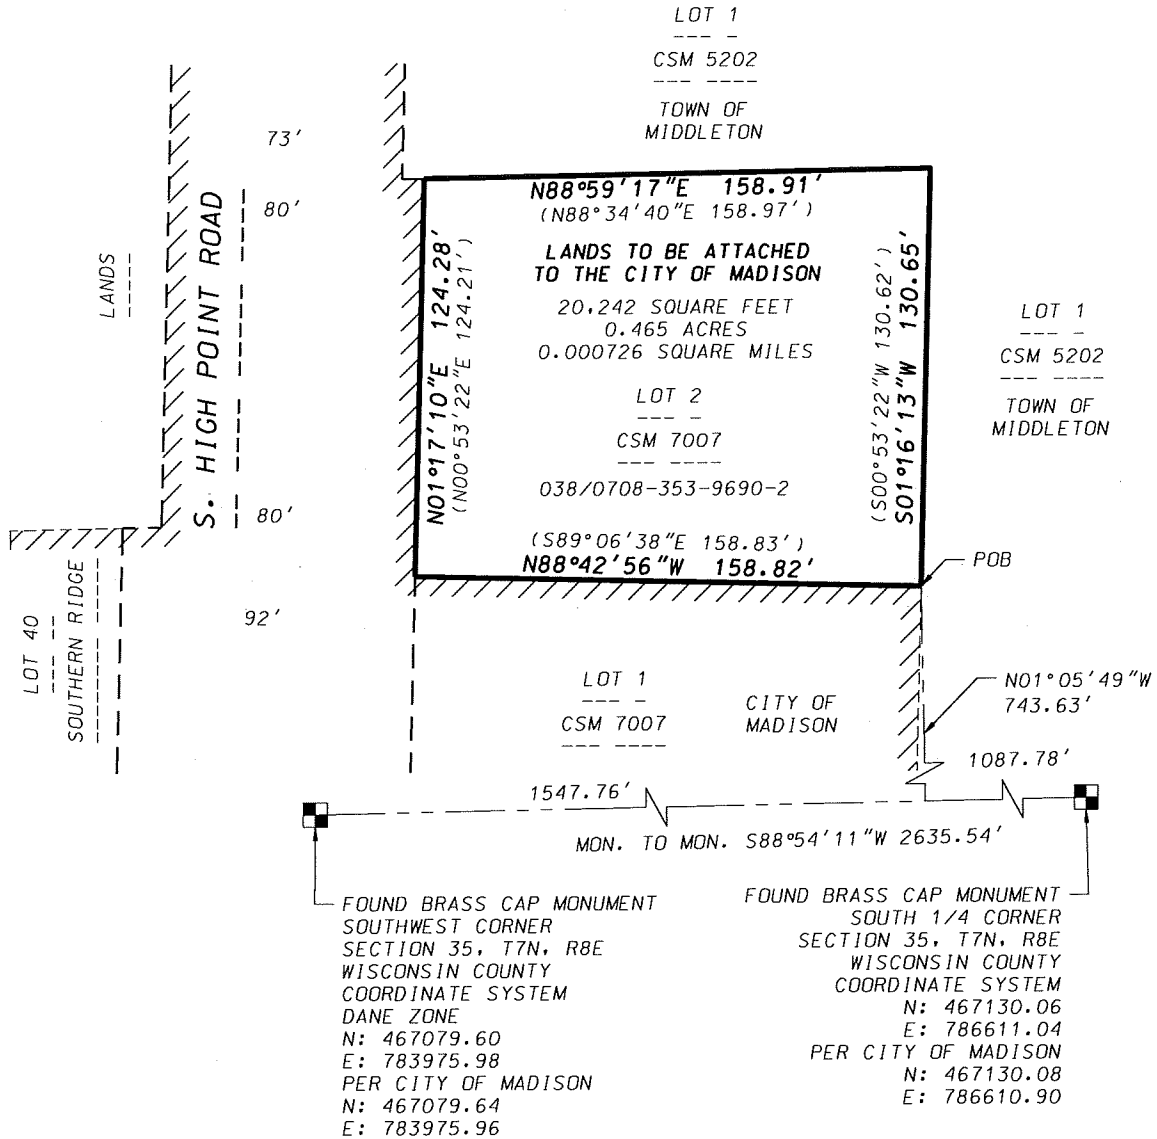 LOT 1
CSM 5202
TOWN OF
MIDDLETON
73'
80'
S. HIGH POINT ROAD
LANDS
80'
92'
LOT 40
SOUTHERN RIDGE
N88°59'17"E 158.91'
(N88°34'40"E 158.97')
LANDS TO BE ATTACHED
TO THE CITY OF MADISON
20,242 SQUARE FEET
0.465 ACRES
0.000726 SQUARE MILES
LOT 2
CSM 7007
038/0708-353-9690-2
(S89°06'38"E 158.83')
N88°42'56"W 158.82'
N01°17'10"E 124.28'
(N00°53'22"E 124.21')
(S00°53'22"W 130.62')
S01°16'13"W 130.65'
LOT 1
CSM 5202
TOWN OF
MIDDLETON
POB
LOT 1
CSM 7007
CITY OF
MADISON
N01°05'49"W
743.63'
1087.78'
1547.76'
MON. TO MON. S88°54'11"W 2635.54'
FOUND BRASS CAP MONUMENT
SOUTHWEST CORNER
SECTION 35, T7N, R8E
WISCONSIN COUNTY
COORDINATE SYSTEM
DANE ZONE
N: 467079.60
E: 783975.98
PER CITY OF MADISON
N: 467079.64
E: 783975.96
FOUND BRASS CAP MONUMENT
SOUTH 1/4 CORNER
SECTION 35, T7N, R8E
WISCONSIN COUNTY
COORDINATE SYSTEM
N: 467130.06
E: 786611.04
PER CITY OF MADISON
N: 467130.08
E: 786610.90